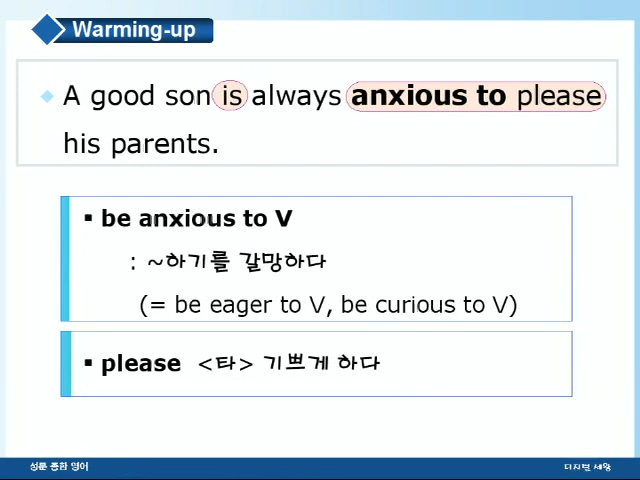 Warming-up
A good son is always anxious to please
his parents.
be anxious to V
: ~하기를 갈망하다
(= be eager to V, be curious to V)
please <타> 기쁘게 하다
성문 종합 영어
디지털 세왕